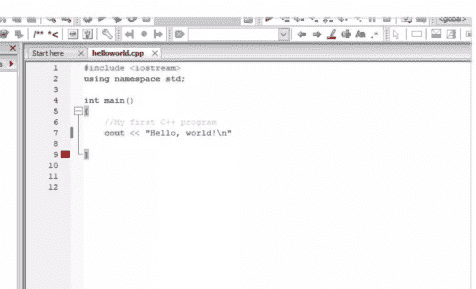 <global>
Start here helloworld.cpp
1 #include <iostream>
2 using namespace std;
3
4 int main()
5 {
6 //My first C++ program
7 cout << "Hello, world!\n"
8
9 }
10
11
12